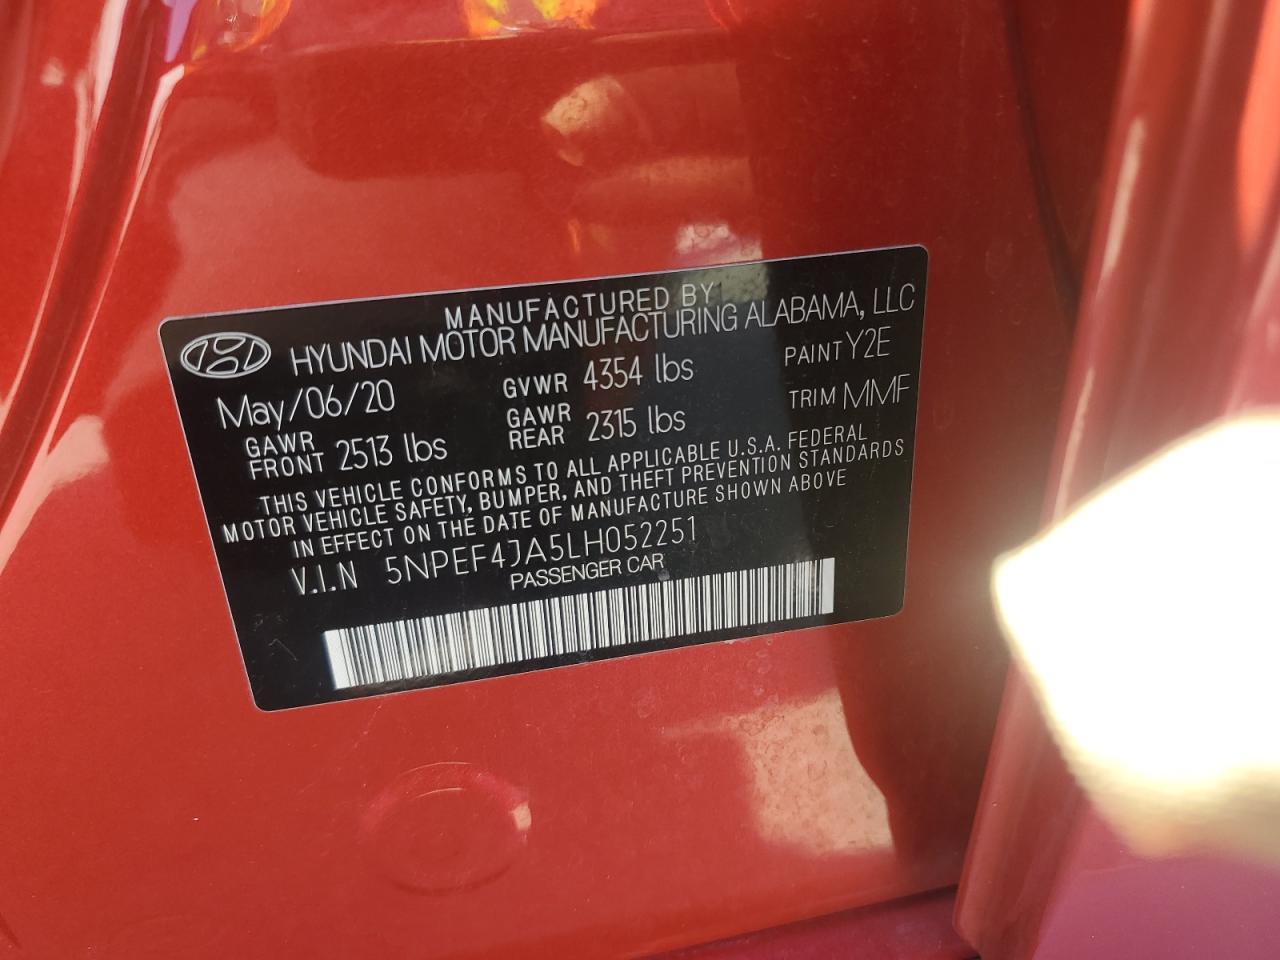 MANUFACTURED BY
HYUNDAI MOTOR MANUFACTURING ALABAMA, LLC
May/06/20 GVWR 4354 lbs PAINT Y2E
GAWR FRONT 2513 lbs GAWR REAR 2315 lbs TRIM MMF
THIS VEHICLE CONFORMS TO ALL APPLICABLE U.S.A. FEDERAL
MOTOR VEHICLE SAFETY, BUMPER, AND THEFT PREVENTION STANDARDS
IN EFFECT ON THE DATE OF MANUFACTURE SHOWN ABOVE
V.I.N 5NPEF4JA5LH052251
PASSENGER CAR